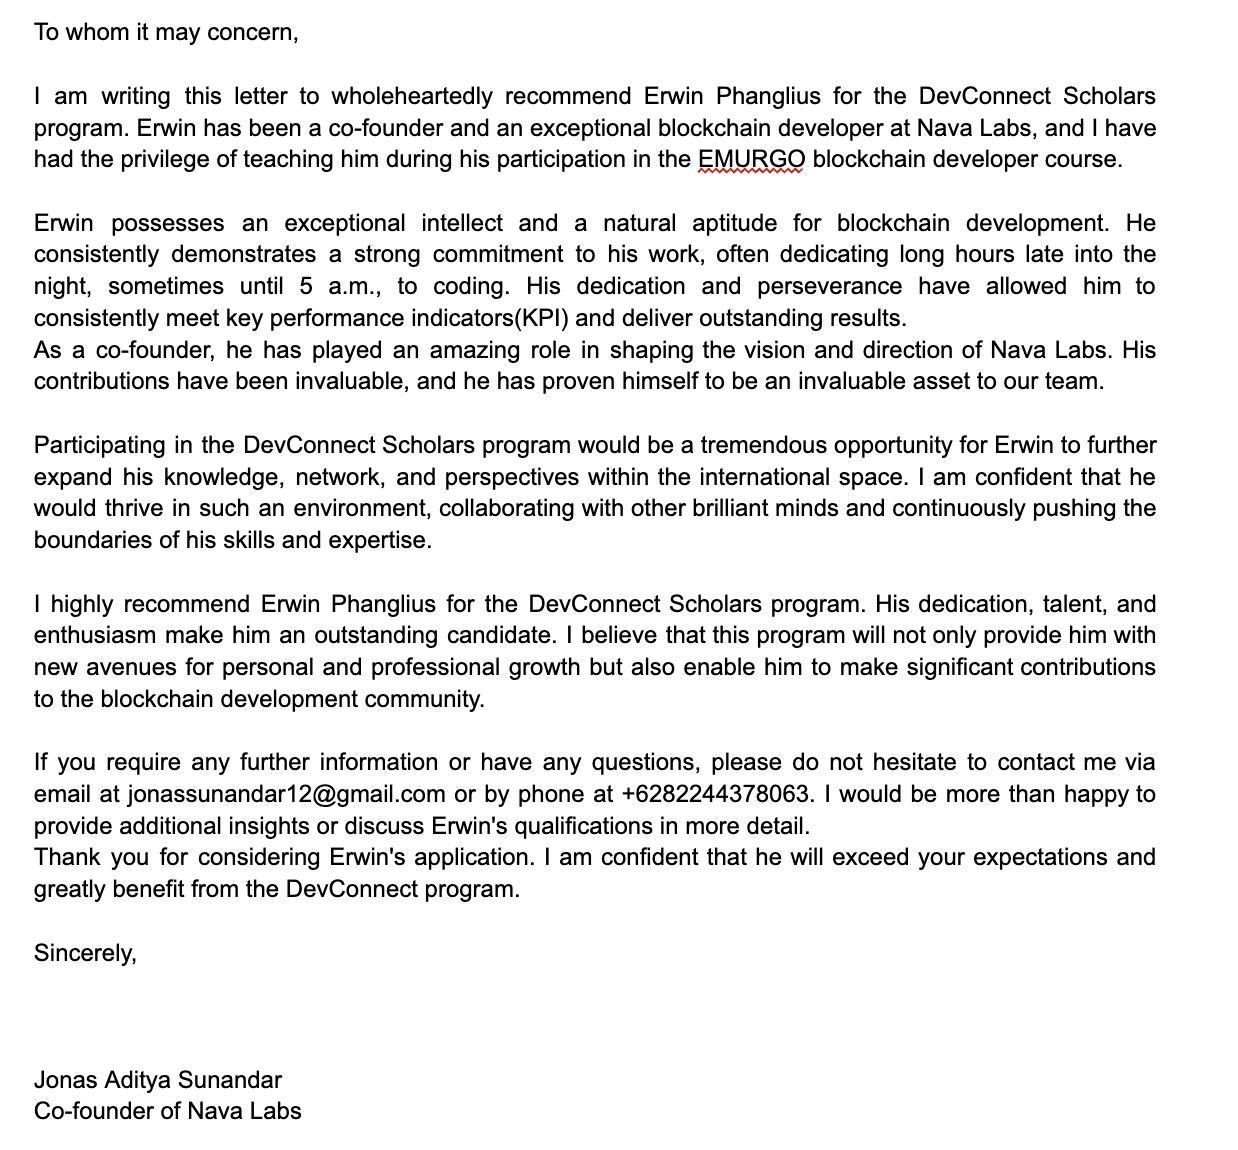 To whom it may concern,
I am writing this letter to wholeheartedly recommend Erwin Phanglius for the DevConnect Scholars
program. Erwin has been a co-founder and an exceptional blockchain developer at Nava Labs, and I have
had the privilege of teaching him during his participation in the EMURGO blockchain developer course.
Erwin possesses an exceptional intellect and a natural aptitude for blockchain development. He
consistently demonstrates a strong commitment to his work, often dedicating long hours late into the
night, sometimes until 5 a.m., to coding. His dedication and perseverance have allowed him to
consistently meet key performance indicators(KPI) and deliver outstanding results.
As a co-founder, he has played an amazing role in shaping the vision and direction of Nava Labs. His
contributions have been invaluable, and he has proven himself to be an invaluable asset to our team.
Participating in the DevConnect Scholars program would be a tremendous opportunity for Erwin to further
expand his knowledge, network, and perspectives within the international space. I am confident that he
would thrive in such an environment, collaborating with other brilliant minds and continuously pushing the
boundaries of his skills and expertise.
I highly recommend Erwin Phanglius for the DevConnect Scholars program. His dedication, talent, and
enthusiasm make him an outstanding candidate. I believe that this program will not only provide him with
new avenues for personal and professional growth but also enable him to make significant contributions
to the blockchain development community.
If you require any further information or have any questions, please do not hesitate to contact me via
email at jonassunandar12@gmail.com or by phone at +6282244378063. I would be more than happy to
provide additional insights or discuss Erwin's qualifications in more detail.
Thank you for considering Erwin's application. I am confident that he will exceed your expectations and
greatly benefit from the DevConnect program.
Sincerely,
Jonas Aditya Sunandar
Co-founder of Nava Labs